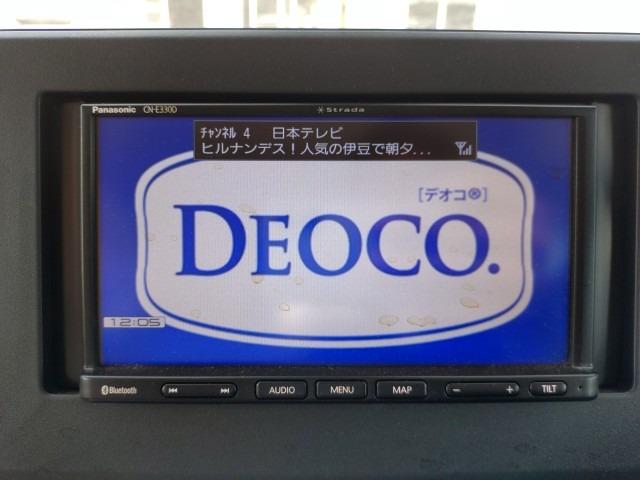 Panasonic CN-E330D Strada
ﾁｬﾝﾈﾙ 4 日本テレビ
ヒルナンデス！人気の伊豆で朝夕...
[デオコ®]
DEOCO.
12:05
Bluetooth AUDIO MENU MAP - + TILT